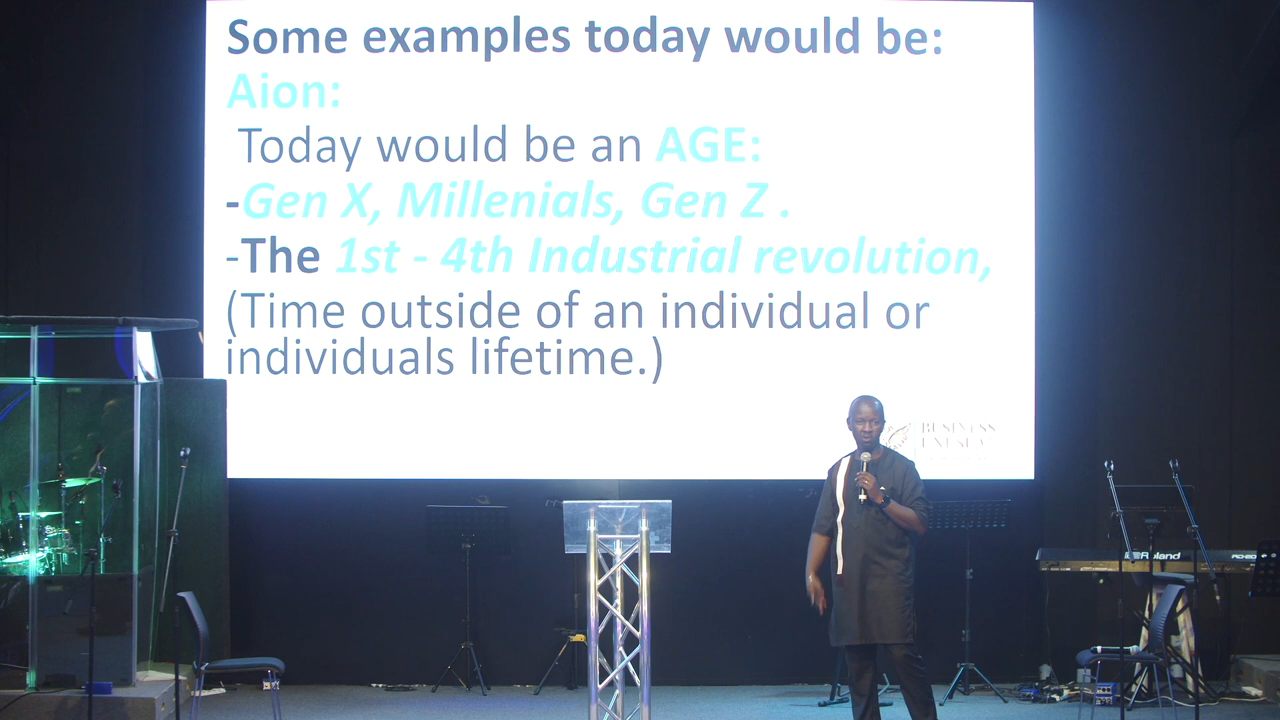 Some examples today would be:
Aion:
Today would be an AGE:
-Gen X, Millenials, Gen Z .
-The 1st - 4th Industrial revolution,
(Time outside of an individual or
individuals lifetime.)
BUSINESS
Roland